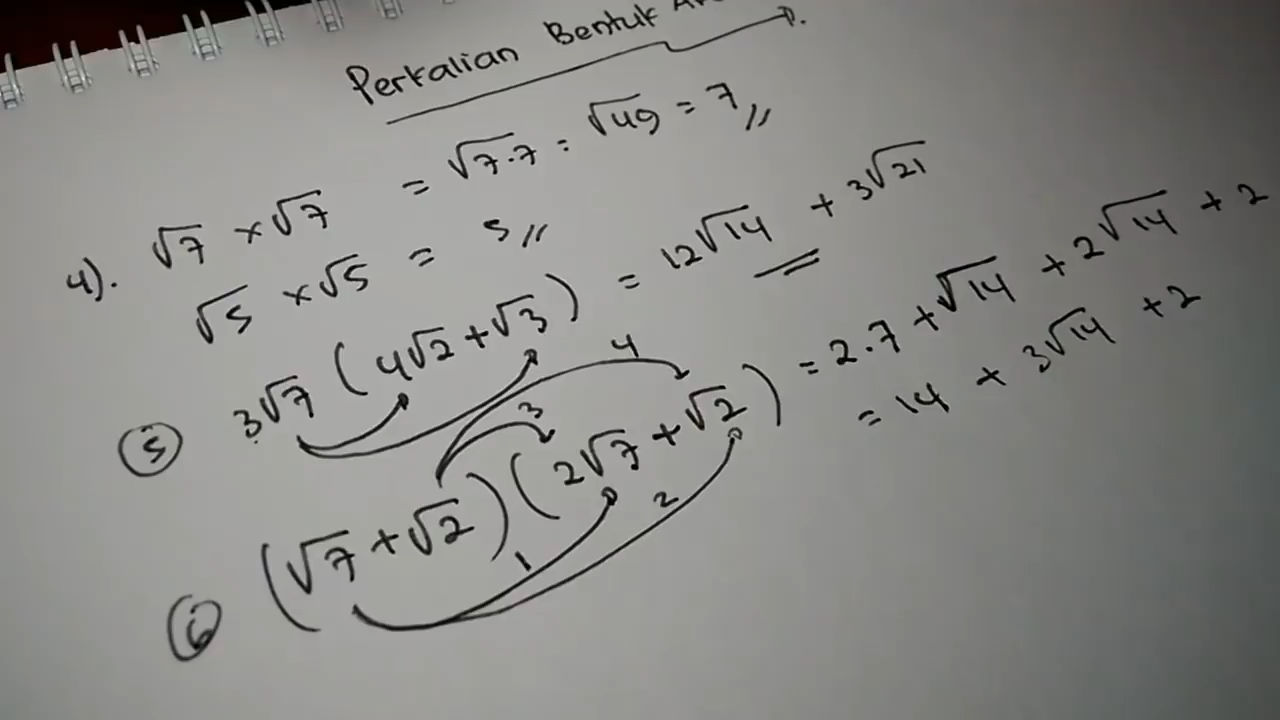 Perkalian Bentuk
4). √7 × √7 = √7.7 = √49 = 7 //
√5 × √5 = 5 //
5 3√7 (4√2 + √3) = 12√14 + 3√21
6 (√7 + √2) (2√7 + √2) = 2.7 + √14 + 2√14 + 2
= 14 + 3√14 + 2
1 2 3 4